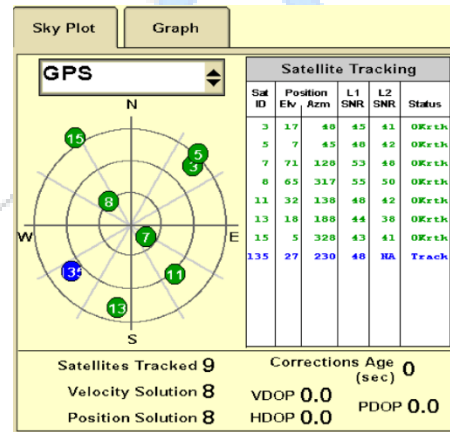 Sky Plot Graph
GPS
N
15
5
3
8
W
7
E
135
11
13
S
Satellite Tracking
Sat ID Position Elv Azm L1 SNR L2 SNR Status
3 17 48 45 41 OKrtk
5 7 45 48 42 OKrtk
7 71 128 53 48 OKrtk
8 65 317 55 50 OKrtk
11 32 138 48 42 OKrtk
13 18 188 44 38 OKrtk
15 5 328 43 41 OKrtk
135 27 230 48 NA Track
Satellites Tracked 9
Velocity Solution 8
Position Solution 8
Corrections Age (sec) 0
VDOP 0.0
HDOP 0.0
PDOP 0.0